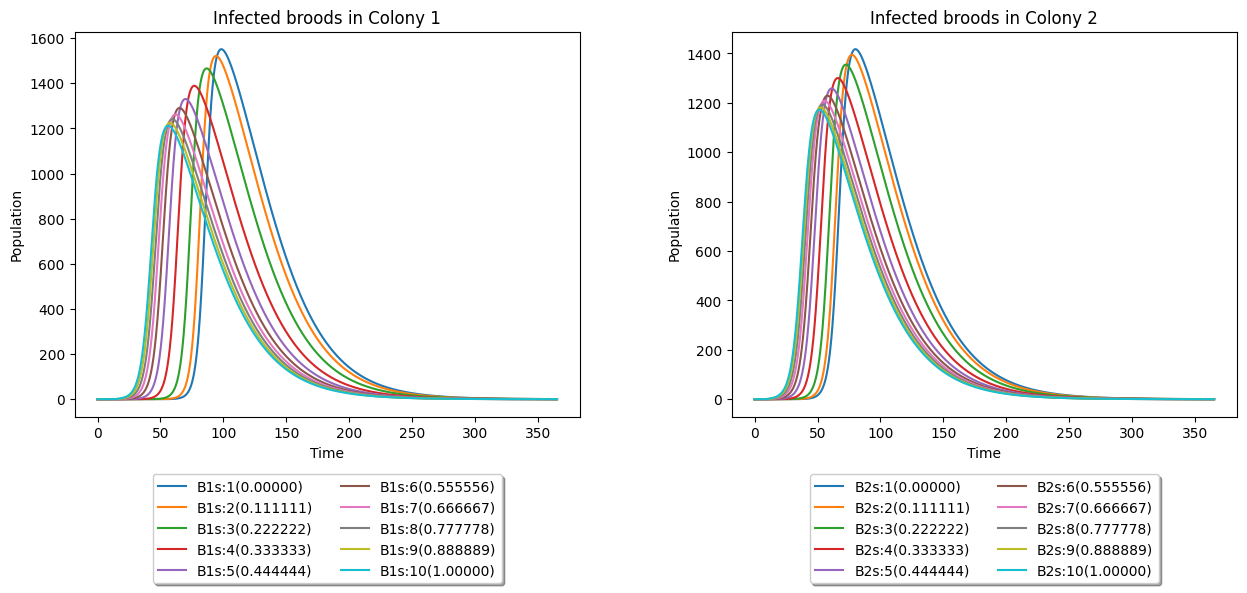 Infected broods in Colony 1
1600
1400
1200
1000
800
600
400
200
0
Population
0 50 100 150 200 250 300 350
Time
B1s:1(0.00000)
B1s:2(0.111111)
B1s:3(0.222222)
B1s:4(0.333333)
B1s:5(0.444444)
B1s:6(0.555556)
B1s:7(0.666667)
B1s:8(0.777778)
B1s:9(0.888889)
B1s:10(1.00000)
Infected broods in Colony 2
1400
1200
1000
800
600
400
200
0
Population
0 50 100 150 200 250 300 350
Time
B2s:1(0.00000)
B2s:2(0.111111)
B2s:3(0.222222)
B2s:4(0.333333)
B2s:5(0.444444)
B2s:6(0.555556)
B2s:7(0.666667)
B2s:8(0.777778)
B2s:9(0.888889)
B2s:10(1.00000)